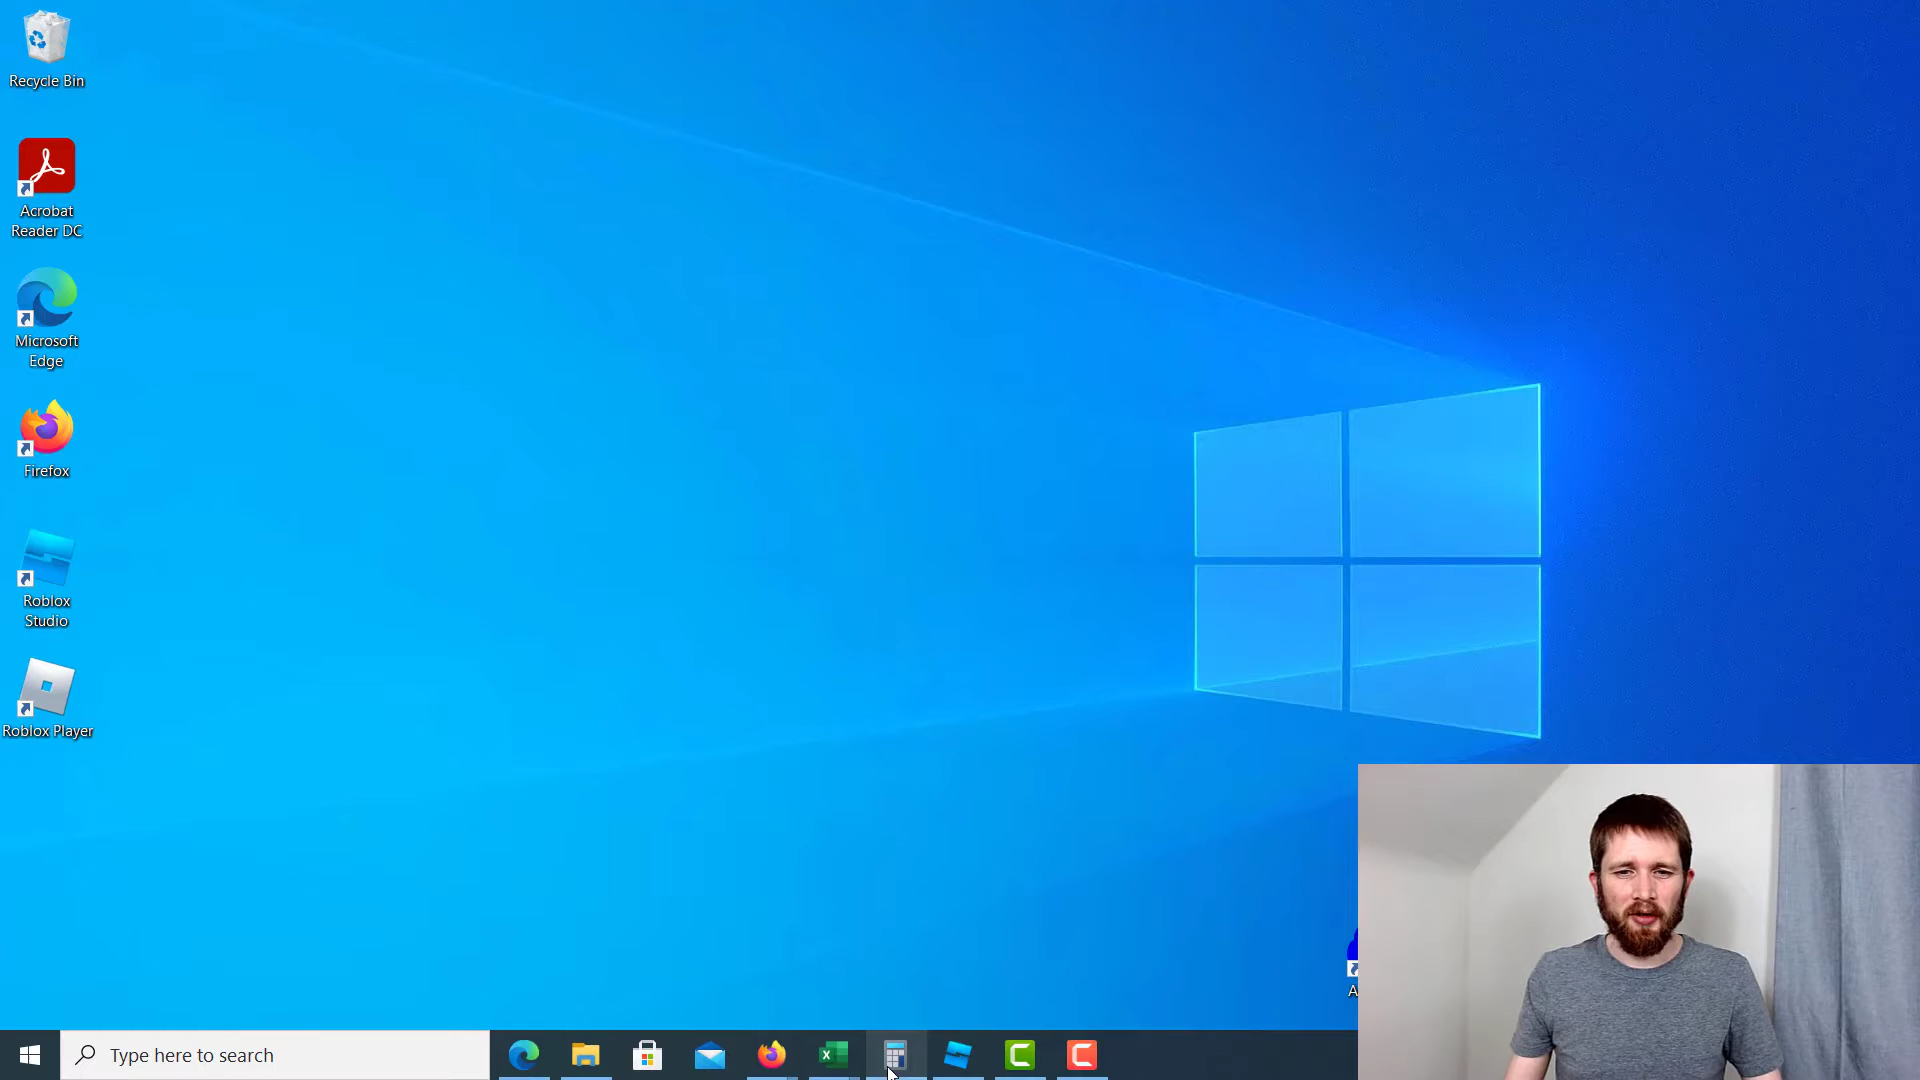 Recycle Bin
Acrobat
Reader DC
Microsoft
Edge
Firefox
Roblox
Studio
Roblox Player
A
Type here to search